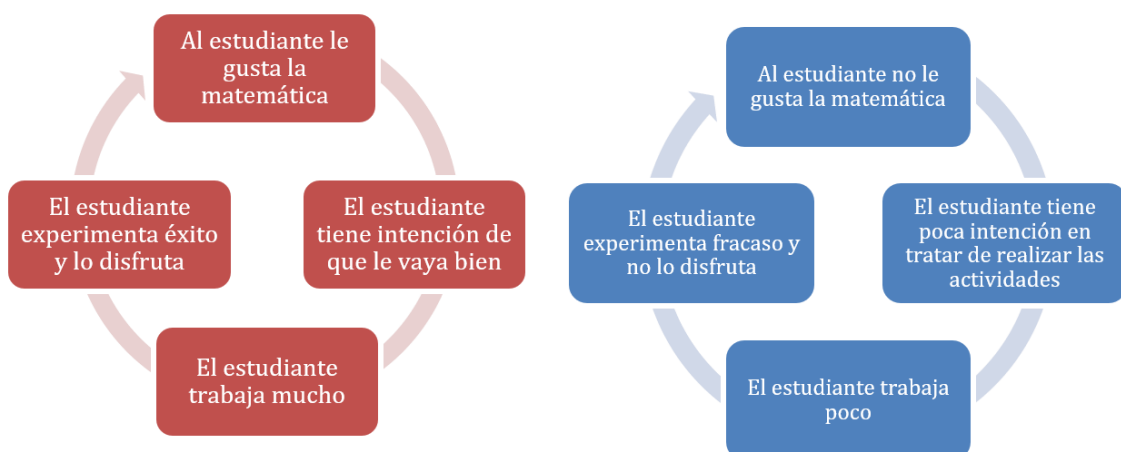 Al estudiante le
gusta la
matemática
El estudiante
tiene intención de
que le vaya bien
El estudiante
trabaja mucho
El estudiante
experimenta éxito
y lo disfruta
Al estudiante no le
gusta la matemática
El estudiante tiene
poca intención en
tratar de realizar las
actividades
El estudiante trabaja
poco
El estudiante
experimenta fracaso y
no lo disfruta